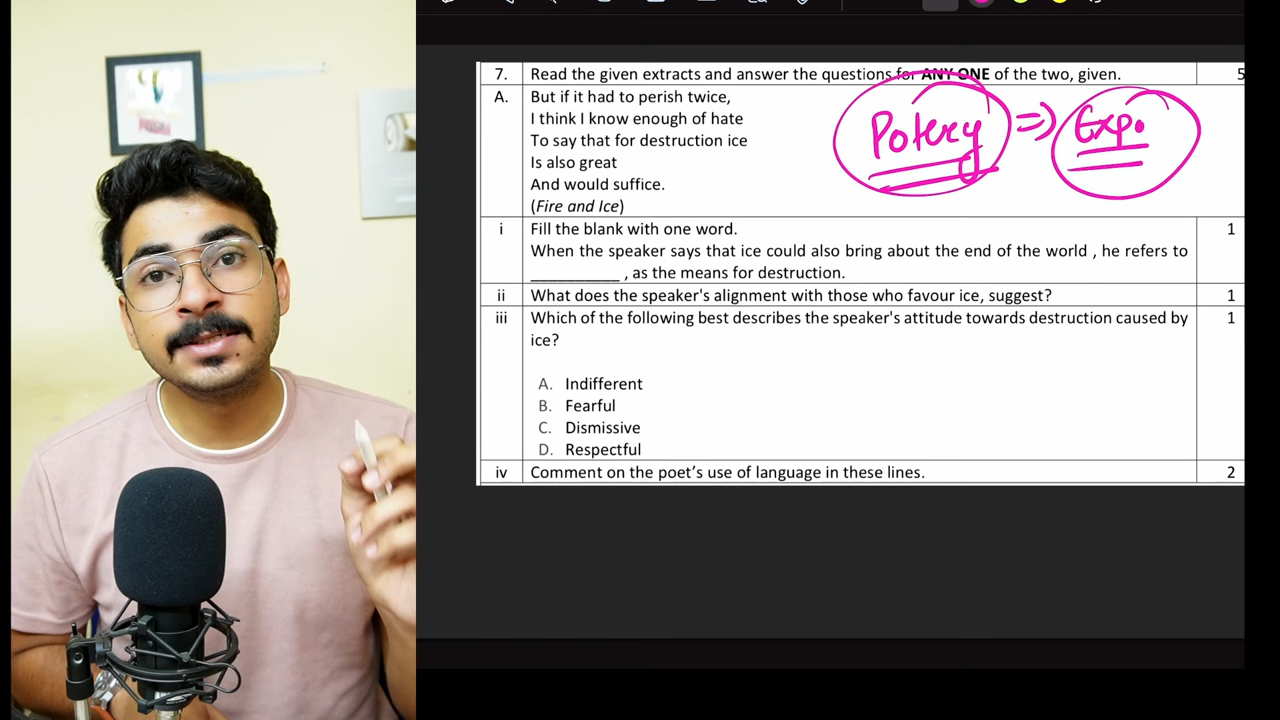 7. Read the given extracts and answer the questions for ANY ONE of the two, given. 5
A. But if it had to perish twice,
I think I know enough of hate
To say that for destruction ice
Is also great
And would suffice.
(Fire and Ice)
Potery => Expo
i Fill the blank with one word. 1
When the speaker says that ice could also bring about the end of the world , he refers to
__________ , as the means for destruction.
ii What does the speaker's alignment with those who favour ice, suggest? 1
iii Which of the following best describes the speaker's attitude towards destruction caused by 1
ice?
A. Indifferent
B. Fearful
C. Dismissive
D. Respectful
iv Comment on the poet’s use of language in these lines. 2